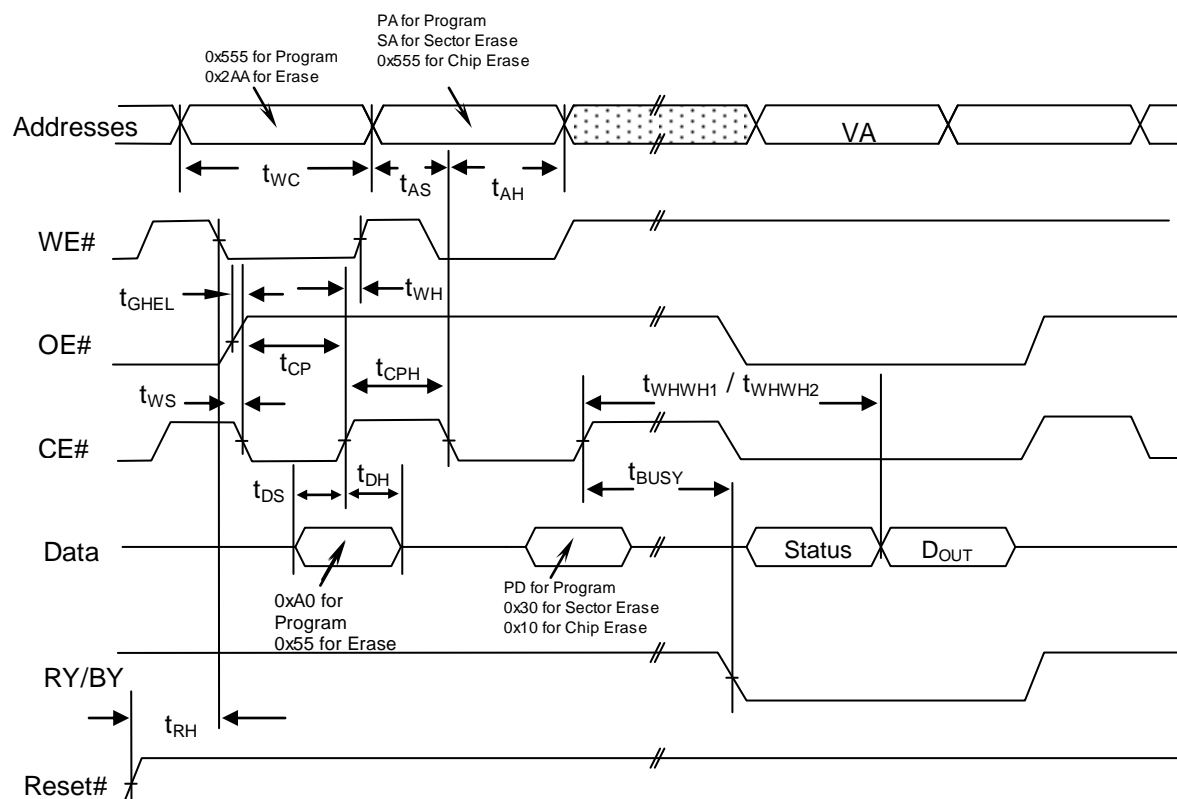 PA for Program
SA for Sector Erase
0x555 for Chip Erase
0x555 for Program
0x2AA for Erase
Addresses
VA
tWC
tAS
tAH
WE#
tGHEL
tWH
OE#
tCP
tCPH
tWHWH1 / tWHWH2
tWS
CE#
tBUSY
tDS
tDH
Data
Status
DOUT
0xA0 for
Program
0x55 for Erase
PD for Program
0x30 for Sector Erase
0x10 for Chip Erase
RY/BY
tRH
Reset#